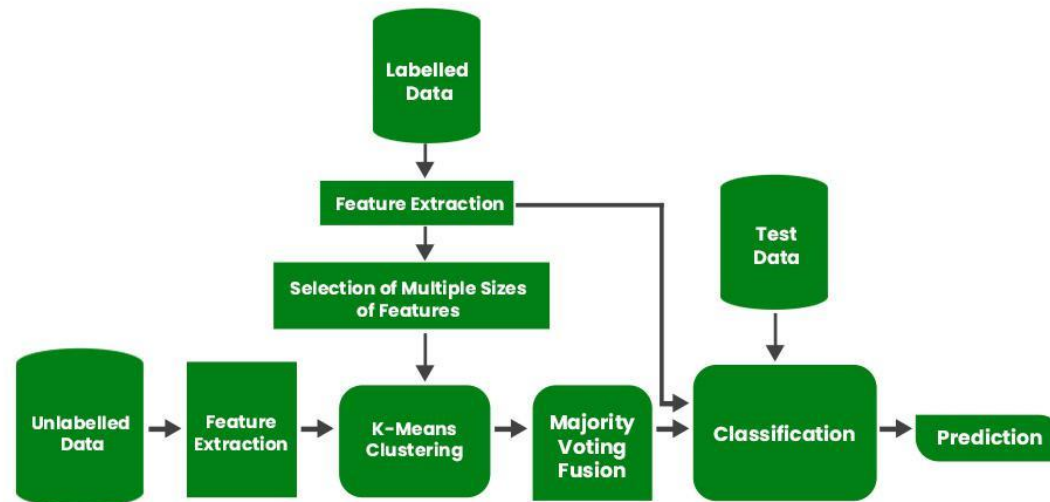 Labelled
Data
Feature Extraction
Test
Data
Selection of Multiple Sizes
of Features
Unlabelled
Data
Feature
Extraction
K-Means
Clustering
Majority
Voting
Fusion
Classification
Prediction